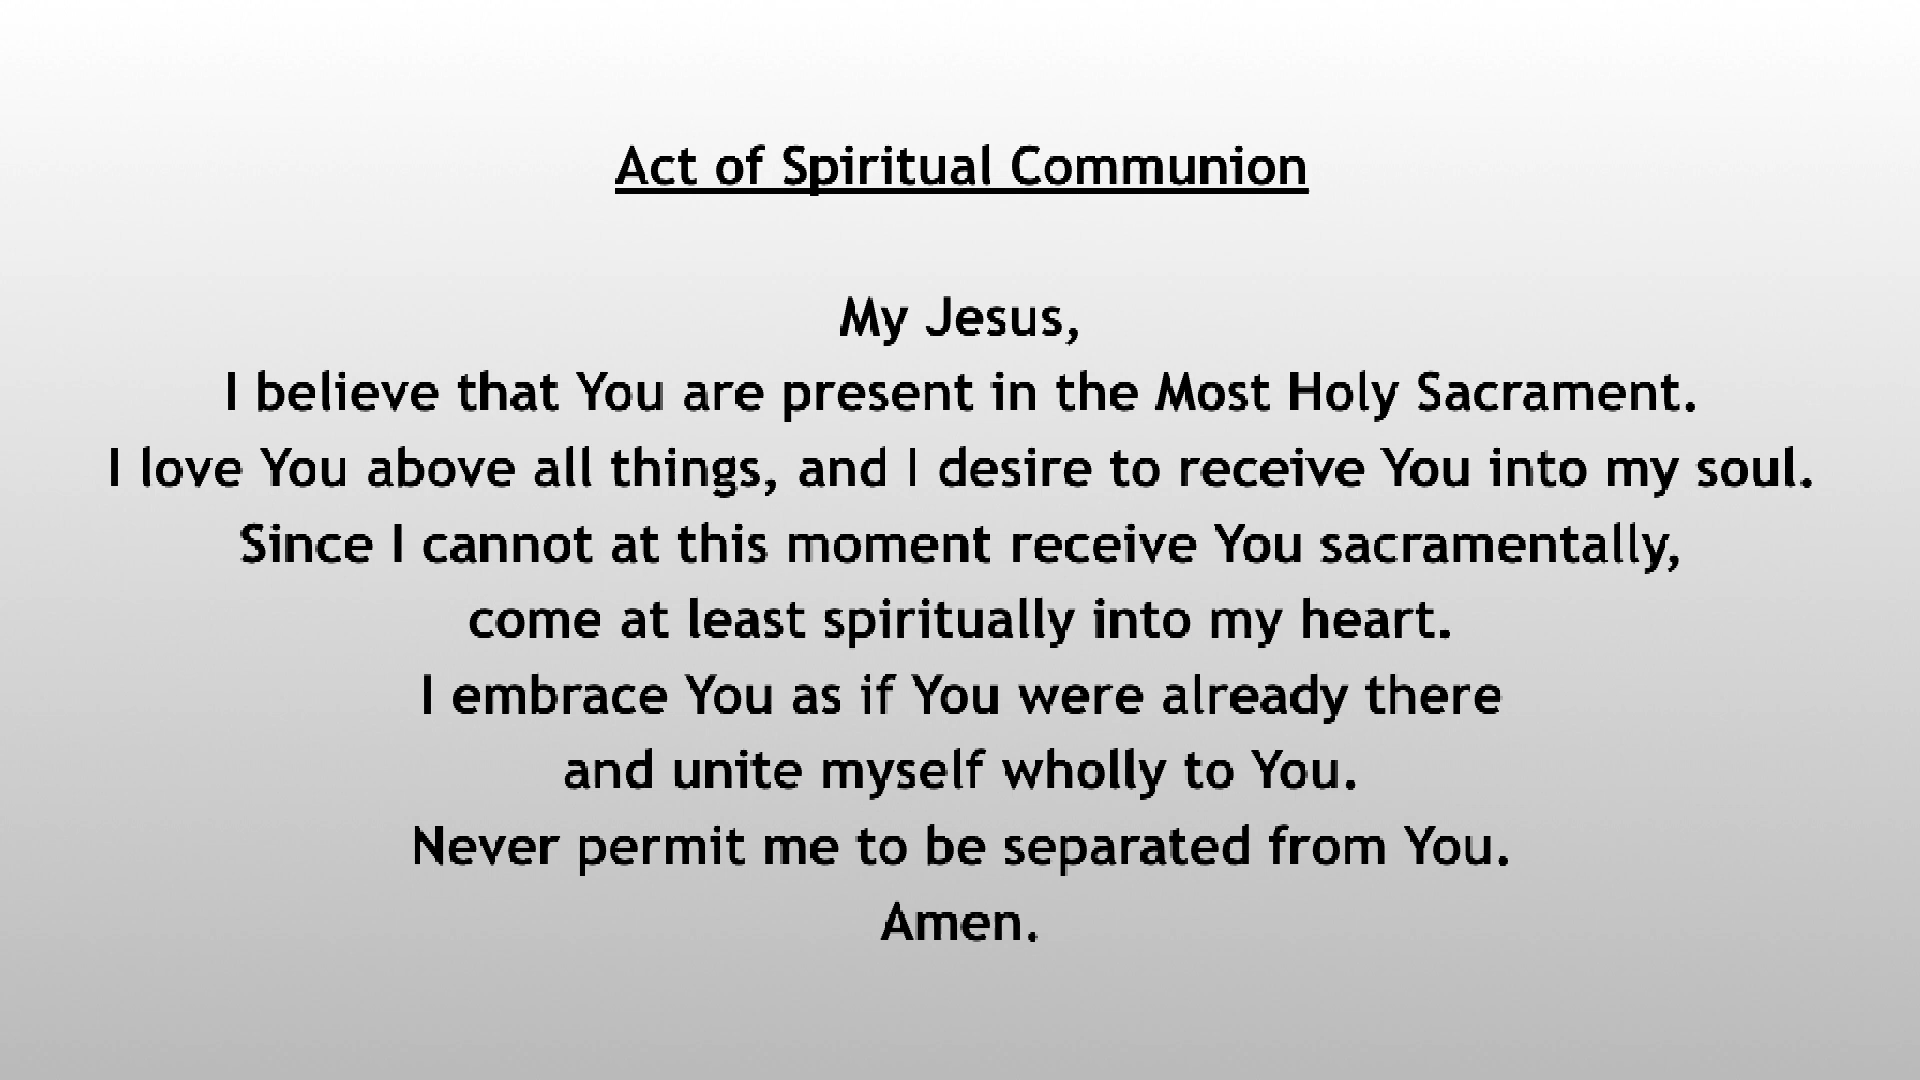 Act of Spiritual Communion
My Jesus,
I believe that You are present in the Most Holy Sacrament.
I love You above all things, and I desire to receive You into my soul.
Since I cannot at this moment receive You sacramentally,
come at least spiritually into my heart.
I embrace You as if You were already there
and unite myself wholly to You.
Never permit me to be separated from You.
Amen.